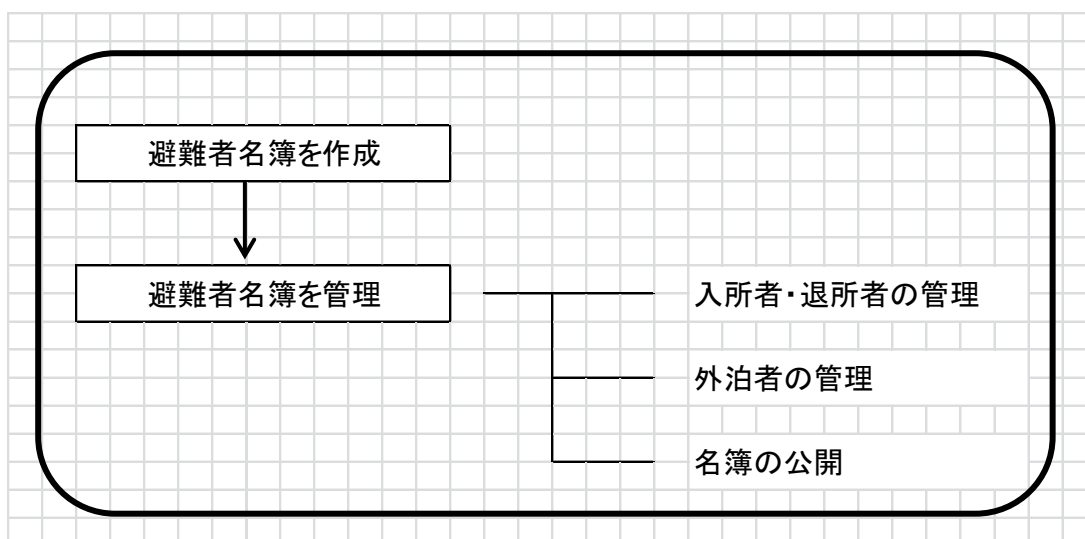 避難者名簿を作成
避難者名簿を管理
入所者・退所者の管理
外泊者の管理
名簿の公開